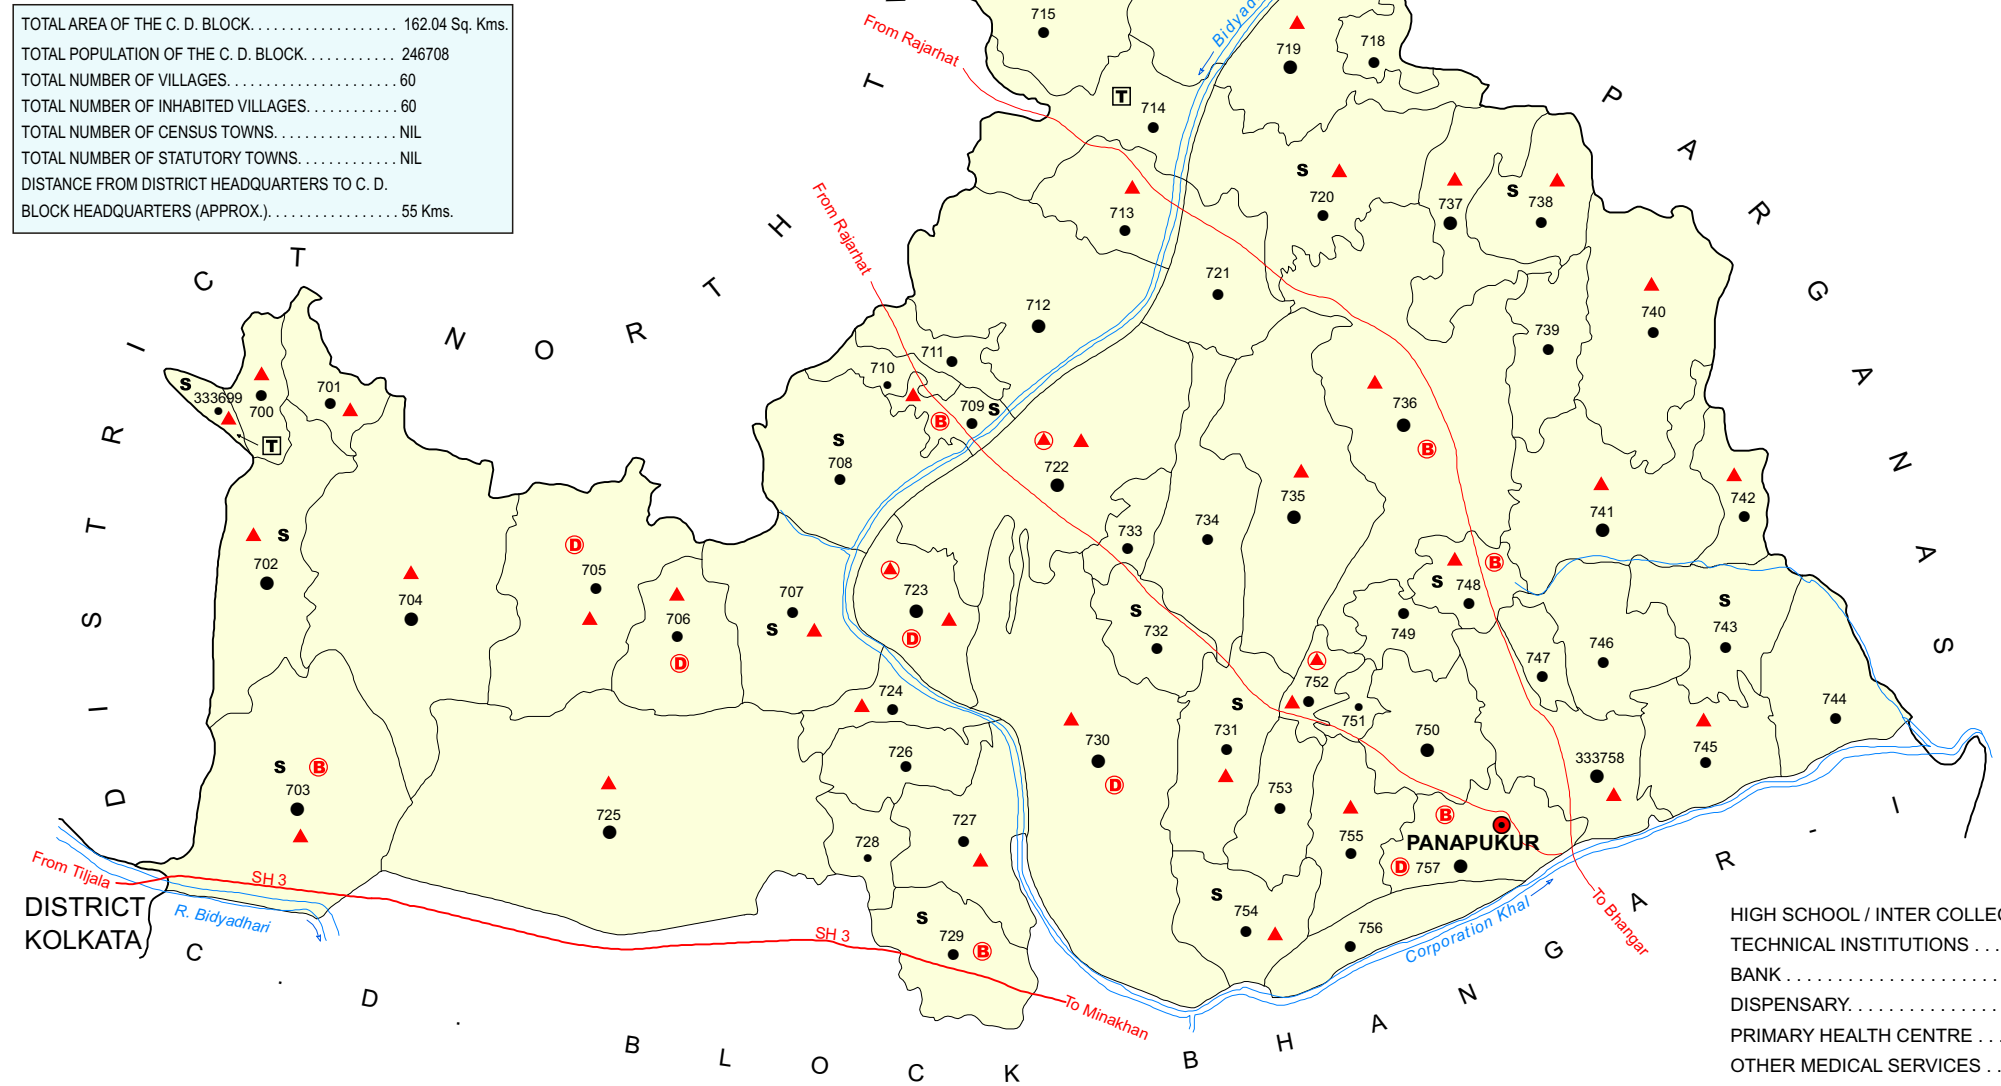 TOTAL AREA OF THE C. D. BLOCK. . . . . . . . . . . . . . . . . . 162.04 Sq. Kms.
TOTAL POPULATION OF THE C. D. BLOCK. . . . . . . . . . . 246708
TOTAL NUMBER OF VILLAGES. . . . . . . . . . . . . . . . . . . . . 60
TOTAL NUMBER OF INHABITED VILLAGES. . . . . . . . . . . 60
TOTAL NUMBER OF CENSUS TOWNS. . . . . . . . . . . . . . . NIL
TOTAL NUMBER OF STATUTORY TOWNS. . . . . . . . . . . . NIL
DISTANCE FROM DISTRICT HEADQUARTERS TO C. D.
BLOCK HEADQUARTERS (APPROX.). . . . . . . . . . . . . . . . 55 Kms.
DISTRICT NORTH
PARGANAS
From Rajarhat
From Rajarhat
715
719
718
T
714
S
720
737
S
738
713
721
712
740
739
711
710
B
709
S
S
333699
700
701
T
S
708
722
736
B
735
741
742
733
734
S
702
704
D
705
706
D
707
S
723
D
S
732
S
748
B
749
S
743
746
747
744
724
752
751
S
731
750
730
D
726
333758
745
S
B
703
725
753
727
728
755
B
PANAPUKUR
D
757
S
754
756
S
729
B
From Tiljala
SH 3
SH 3
R. Bidyadhari
To Minakhan
Corporation Khal
To Bhangar
DISTRICT
KOLKATA
C. D. BLOCK BHANGAR - I
HIGH SCHOOL / INTER
TECHNICAL INSTITUTIONS . . .
BANK . . . . . . . . . . . . . . . . . . . . .
DISPENSARY. . . . . . . . . . . . . .
PRIMARY HEALTH CENTRE . . .
OTHER MEDICAL SERVICES . .